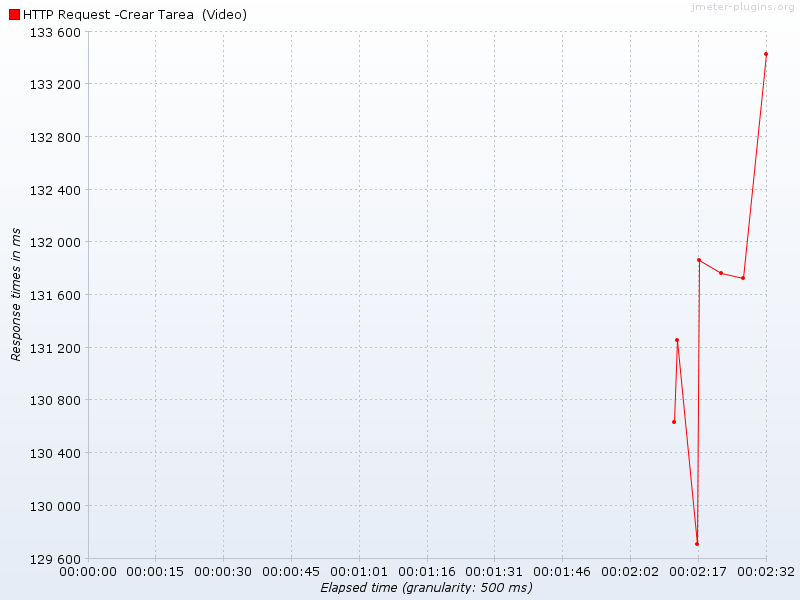 jmeter-plugins.org
HTTP Request -Crear Tarea  (Video)
133 600
133 200
132 800
132 400
132 000
131 600
131 200
130 800
130 400
130 000
129 600
Response times in ms
00:00:00 00:00:15 00:00:30 00:00:45 00:01:01 00:01:16 00:01:31 00:01:46 00:02:02 00:02:17 00:02:32
Elapsed time (granularity: 500 ms)